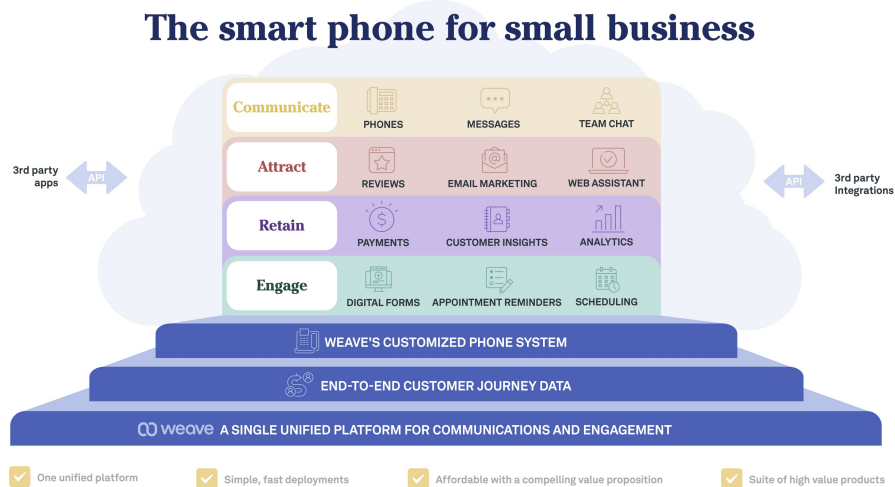 The smart phone for small business
Communicate
PHONES
MESSAGES
TEAM CHAT
Attract
REVIEWS
EMAIL MARKETING
WEB ASSISTANT
3rd party
apps
API
API
3rd party
Integrations
Retain
PAYMENTS
CUSTOMER INSIGHTS
ANALYTICS
Engage
DIGITAL FORMS
APPOINTMENT REMINDERS
SCHEDULING
WEAVE'S CUSTOMIZED PHONE SYSTEM
END-TO-END CUSTOMER JOURNEY DATA
weave A SINGLE UNIFIED PLATFORM FOR COMMUNICATIONS AND ENGAGEMENT
One unified platform
Simple, fast deployments
Affordable with a compelling value proposition
Suite of high value products